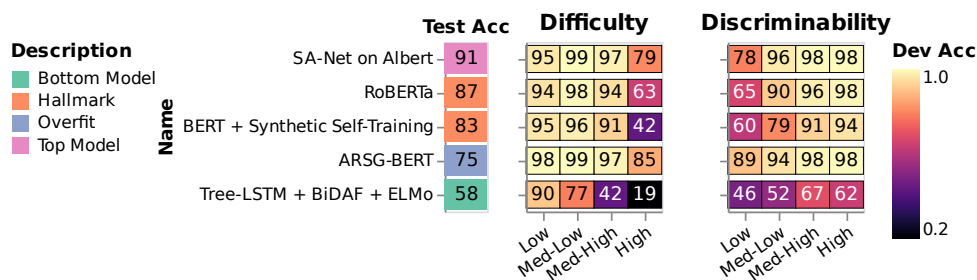 Test Acc Difficulty Discriminability
Description
Bottom Model
Hallmark
Overfit
Top Model
Name
SA-Net on Albert 91 95 99 97 79 78 96 98 98
RoBERTa 87 94 98 94 63 65 90 96 98
BERT + Synthetic Self-Training 83 95 96 91 42 60 79 91 94
ARSG-BERT 75 98 99 97 85 89 94 98 98
Tree-LSTM + BiDAF + ELMo 58 90 77 42 19 46 52 67 62
Low Med-Low Med-High High Low Med-Low Med-High High
Dev Acc
1.0
0.2